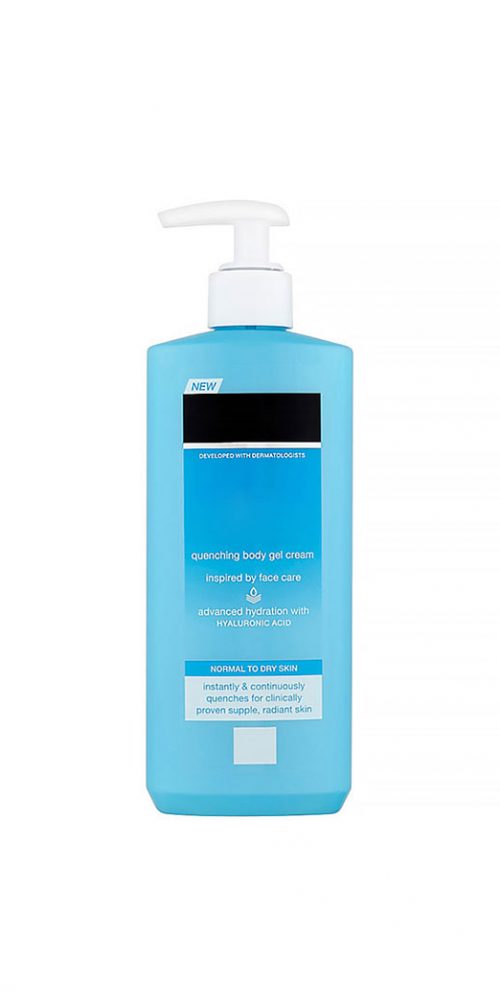 NEW
DEVELOPED WITH DERMATOLOGISTS
quenching body gel cream
inspired by face care
advanced hydration with
HYALURONIC ACID
NORMAL TO DRY SKIN
instantly & continuously
quenches for clinically
proven supple, radiant skin